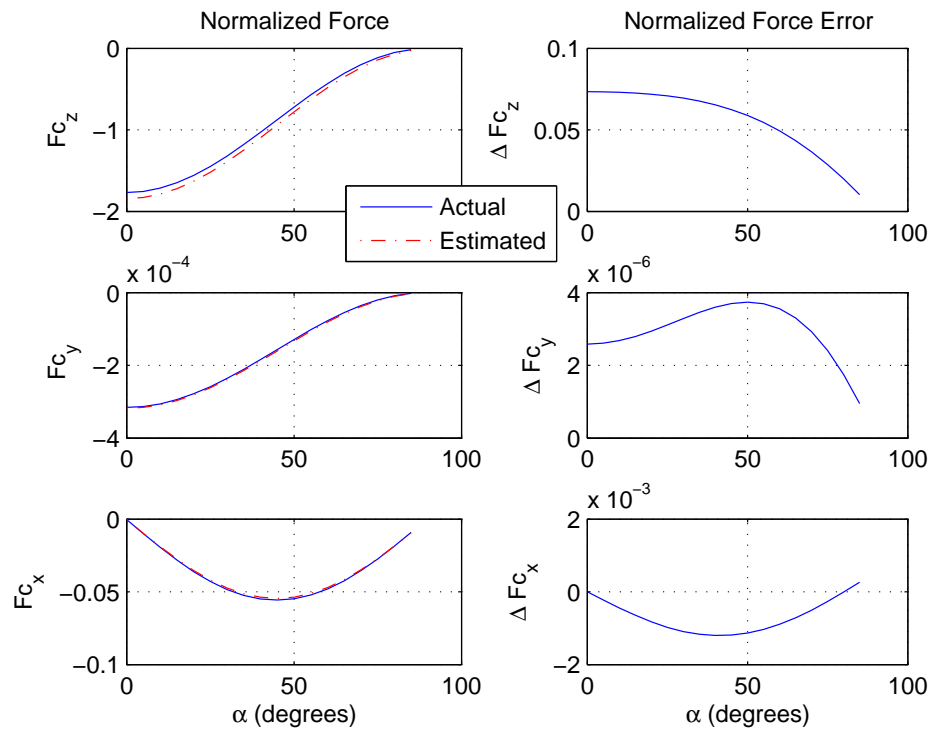 Normalized Force
Normalized Force Error
0
−1
−2
Fc_z
0 50 100
0.1
0.05
0
Δ Fc_z
0 50 100
Actual
Estimated
x 10^−4
0
−2
−4
Fc_y
0 50 100
x 10^−6
4
2
0
Δ Fc_y
0 50 100
0
−0.05
−0.1
Fc_x
0 50 100
α (degrees)
x 10^−3
2
0
−2
Δ Fc_x
0 50 100
α (degrees)